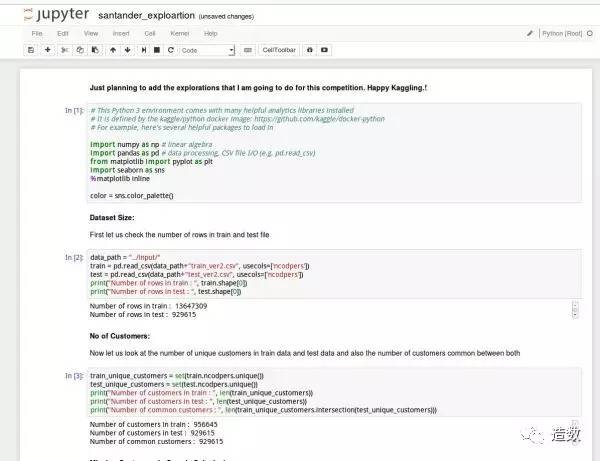 jupyter santander_exploartion (unsaved changes)
File Edit View Insert Cell Kernel Help Python [Root]
Code CellToolbar
Just planning to add the explorations that I am going to do for this competition. Happy Kaggling.!
In [1]: # This Python 3 environment comes with many helpful analytics libraries installed
# It is defined by the kaggle/python docker image: https://github.com/kaggle/docker-python
# For example, here's several helpful packages to load in
import numpy as np # linear algebra
import pandas as pd # data processing, CSV file I/O (e.g. pd.read_csv)
from matplotlib import pyplot as plt
import seaborn as sns
%matplotlib inline
color = sns.color_palette()
Dataset Size:
First let us check the number of rows in train and test file
In [2]: data_path = "../input/"
train = pd.read_csv(data_path+"train_ver2.csv", usecols=['ncodpers'])
test = pd.read_csv(data_path+"test_ver2.csv", usecols=['ncodpers'])
print("Number of rows in train : ", train.shape[0])
print("Number of rows in test : ", test.shape[0])
Number of rows in train : 13647309
Number of rows in test : 929615
No of Customers:
Now let us look at the number of unique customers in train data and test data and also the number of customers common between both
In [3]: train_unique_customers = set(train.ncodpers.unique())
test_unique_customers = set(test.ncodpers.unique())
print("Number of customers in train : ", len(train_unique_customers))
print("Number of customers in test : ", len(test_unique_customers))
print("Number of common customers : ", len(train_unique_customers.intersection(test_unique_customers)))
Number of customers in train : 956645
Number of customers in test : 929615
Number of common customers : 929615
造数